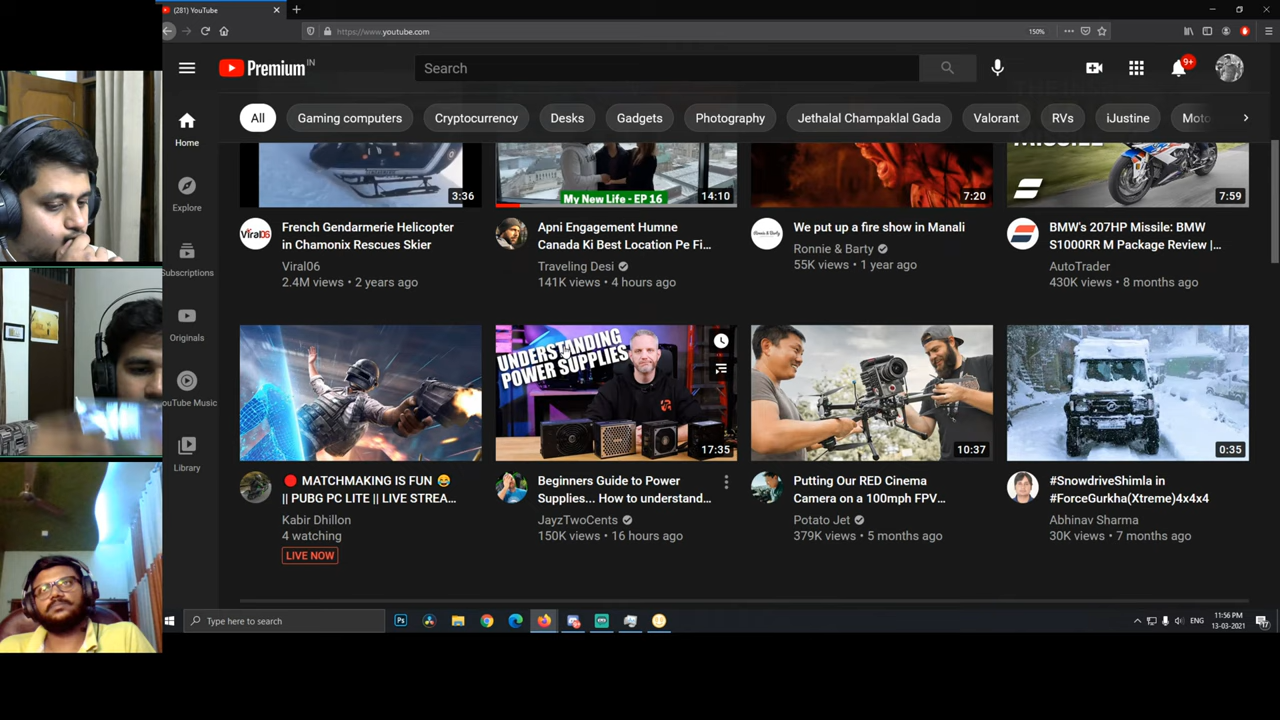 (281) YouTube
https://www.youtube.com
150%
Premium IN
Search
9+
All
Gaming computers
Cryptocurrency
Desks
Gadgets
Photography
Jethalal Champaklal Gada
Valorant
RVs
iJustine
Moto
Home
Explore
Subscriptions
Originals
YouTube Music
Library
3:36
My New Life - EP 16
14:10
7:20
MISSILE
7:59
Viral06
French Gendarmerie Helicopter
in Chamonix Rescues Skier
Viral06
2.4M views • 2 years ago
Apni Engagement Humne
Canada Ki Best Location Pe Fi...
Traveling Desi
141K views • 4 hours ago
Ronnie & Barty
We put up a fire show in Manali
Ronnie & Barty
55K views • 1 year ago
BMW's 207HP Missile: BMW
S1000RR M Package Review |...
AutoTrader
430K views • 8 months ago
UNDERSTANDING
POWER SUPPLIES
17:35
10:37
0:35
MATCHMAKING IS FUN 😂
|| PUBG PC LITE || LIVE STREA...
Kabir Dhillon
4 watching
LIVE NOW
Beginners Guide to Power
Supplies... How to understand...
JayzTwoCents
150K views • 16 hours ago
Putting Our RED Cinema
Camera on a 100mph FPV...
Potato Jet
379K views • 5 months ago
#SnowdriveShimla in
#ForceGurkha(Xtreme)4x4x4
Abhinav Sharma
30K views • 7 months ago
Type here to search
Ps
ENG
11:56 PM
13-03-2021
17